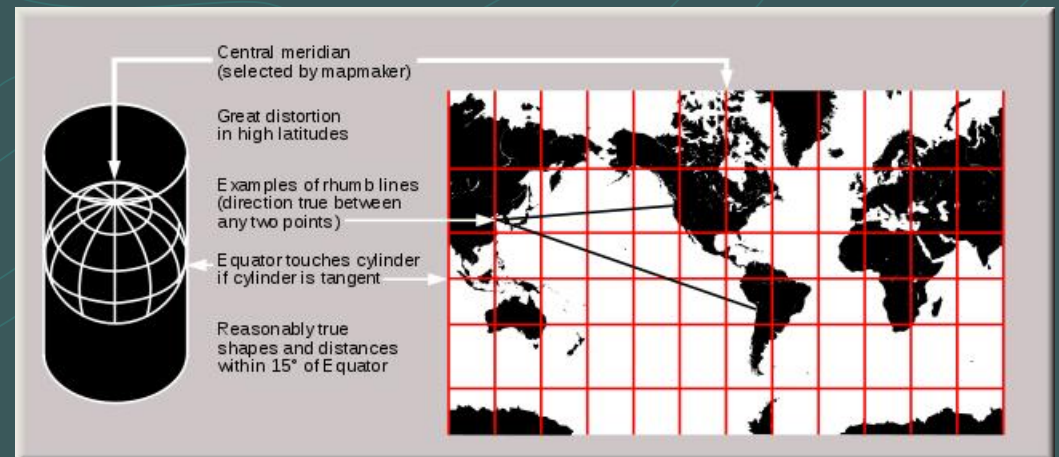 Central meridian
(selected by mapmaker)
Great distortion
in high latitudes
Examples of rhumb lines
(direction true between
any two points)
Equator touches cylinder
if cylinder is tangent
Reasonably true
shapes and distances
within 15° of Equator